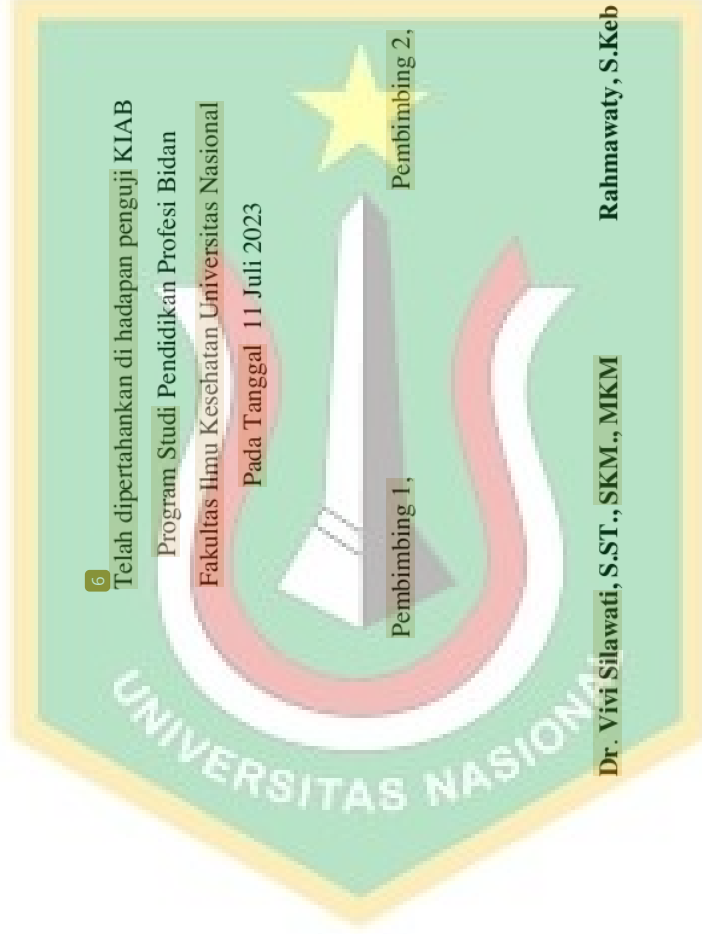 6
Telah dipertahankan di hadapan penguji KIAB
Program Studi Pendidikan Profesi Bidan
Fakultas Ilmu Kesehatan Universitas Nasional
Pada Tanggal 11 Juli 2023
Pembimbing 1, Pembimbing 2,
Dr. Vivi Silawati, S.ST., SKM., MKM Rahmawaty, S.Keb
UNIVERSITAS NASIONAL